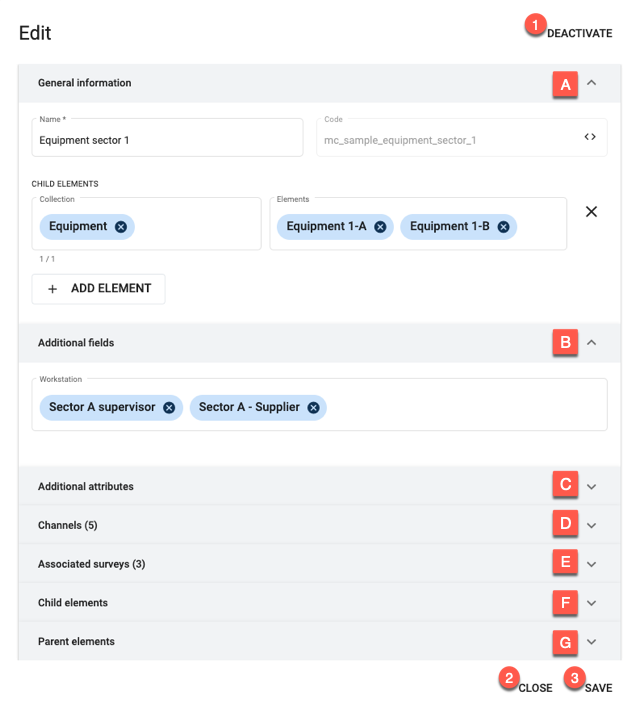 Edit
1 DEACTIVATE
General information A
Name *
Equipment sector 1
Code
mc_sample_equipment_sector_1 <>
CHILD ELEMENTS
Collection
Equipment
1 / 1
Elements
Equipment 1-A Equipment 1-B
+ ADD ELEMENT
Additional fields B
Workstation
Sector A supervisor Sector A - Supplier
Additional attributes C
Channels (5) D
Associated surveys (3) E
Child elements F
Parent elements G
2 CLOSE 3 SAVE